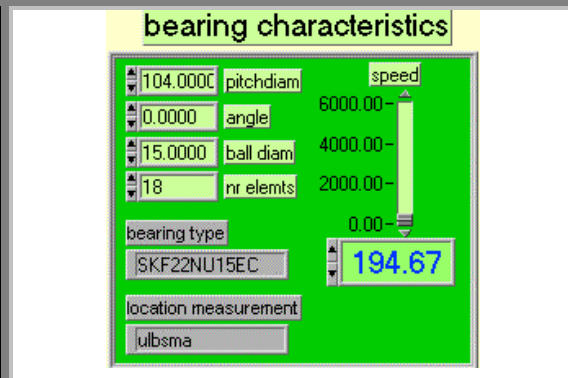 bearing characteristics
104.0000 pitchdiam
0.0000 angle
15.0000 ball diam
18 nr elemts
speed
6000.00
4000.00
2000.00
0.00
194.67
bearing type
SKF22NU15EC
location measurement
ulbsma